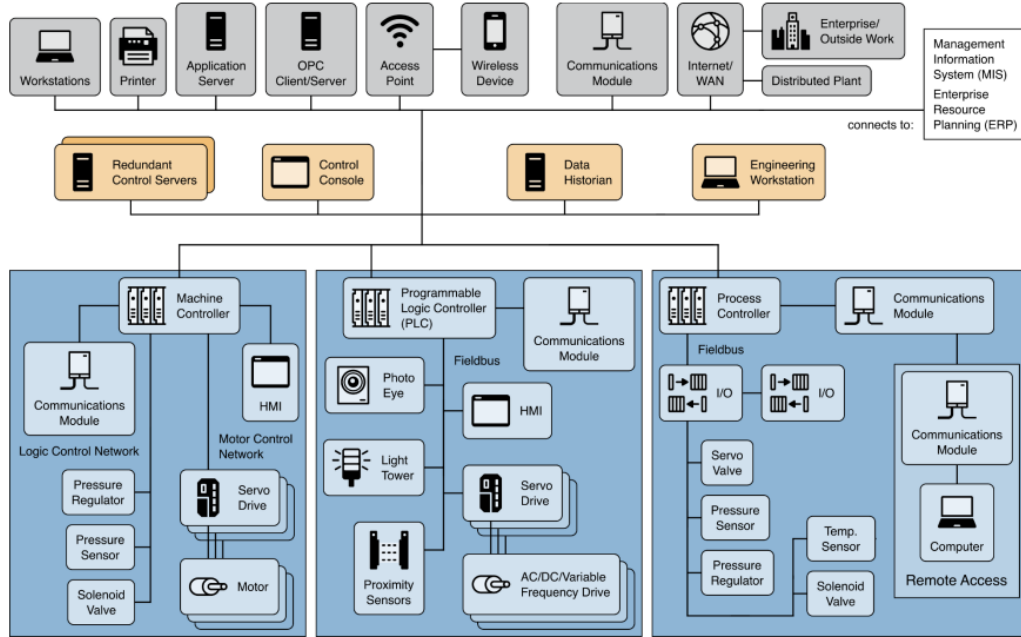 Workstations
Printer
Application
Server
OPC
Client/Server
Access
Point
Wireless
Device
Communications
Module
Internet/
WAN
Enterprise/
Outside Work
Distributed Plant
Management
Information
System (MIS)
Enterprise
Resource
Planning (ERP)
connects to:
Redundant
Control Servers
Control
Console
Data
Historian
Engineering
Workstation
Machine
Controller
Communications
Module
HMI
Logic Control Network
Motor Control
Network
Pressure
Regulator
Pressure
Sensor
Solenoid
Valve
Servo
Drive
Motor
Programmable
Logic Controller
(PLC)
Communications
Module
Fieldbus
Photo
Eye
HMI
Light
Tower
Servo
Drive
Proximity
Sensors
AC/DC/Variable
Frequency Drive
Process
Controller
Communications
Module
Fieldbus
I/O
I/O
Servo
Valve
Pressure
Sensor
Pressure
Regulator
Temp.
Sensor
Solenoid
Valve
Communications
Module
Computer
Remote Access